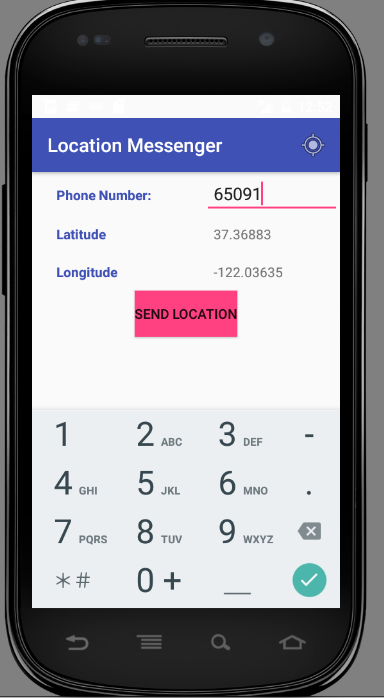 Location Messenger
Phone Number: 65091
Latitude 37.36883
Longitude -122.03635
SEND LOCATION
1 2 ABC 3 DEF -
4 GHI 5 JKL 6 MNO .
7 PQRS 8 TUV 9 WXYZ
*# 0 + _